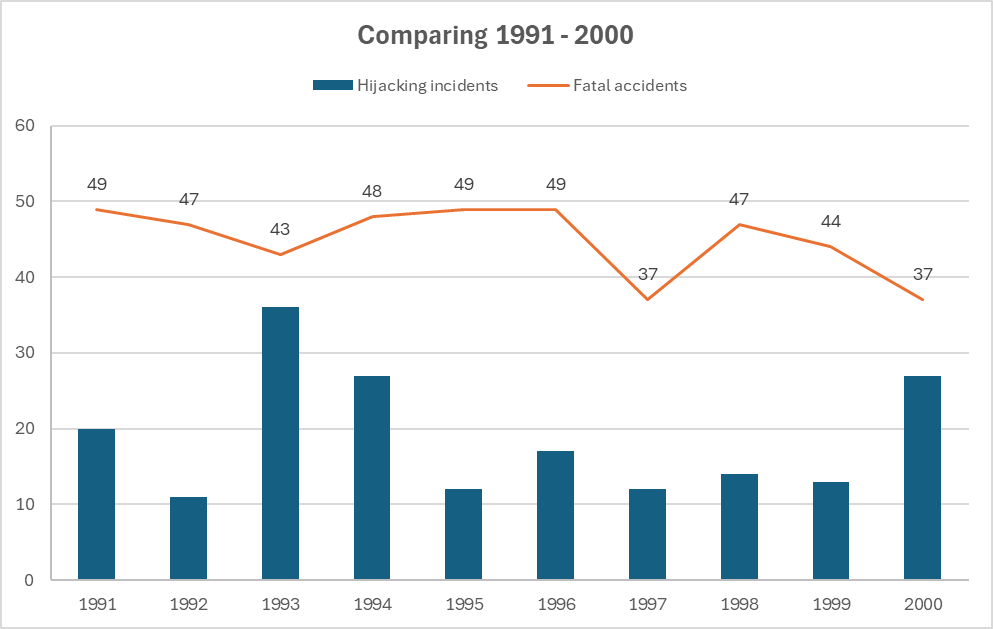 Comparing 1991 - 2000
Hijacking incidents Fatal accidents
60
50
40
30
20
10
0
49 47 43 48 49 49 37 47 44 37
1991 1992 1993 1994 1995 1996 1997 1998 1999 2000